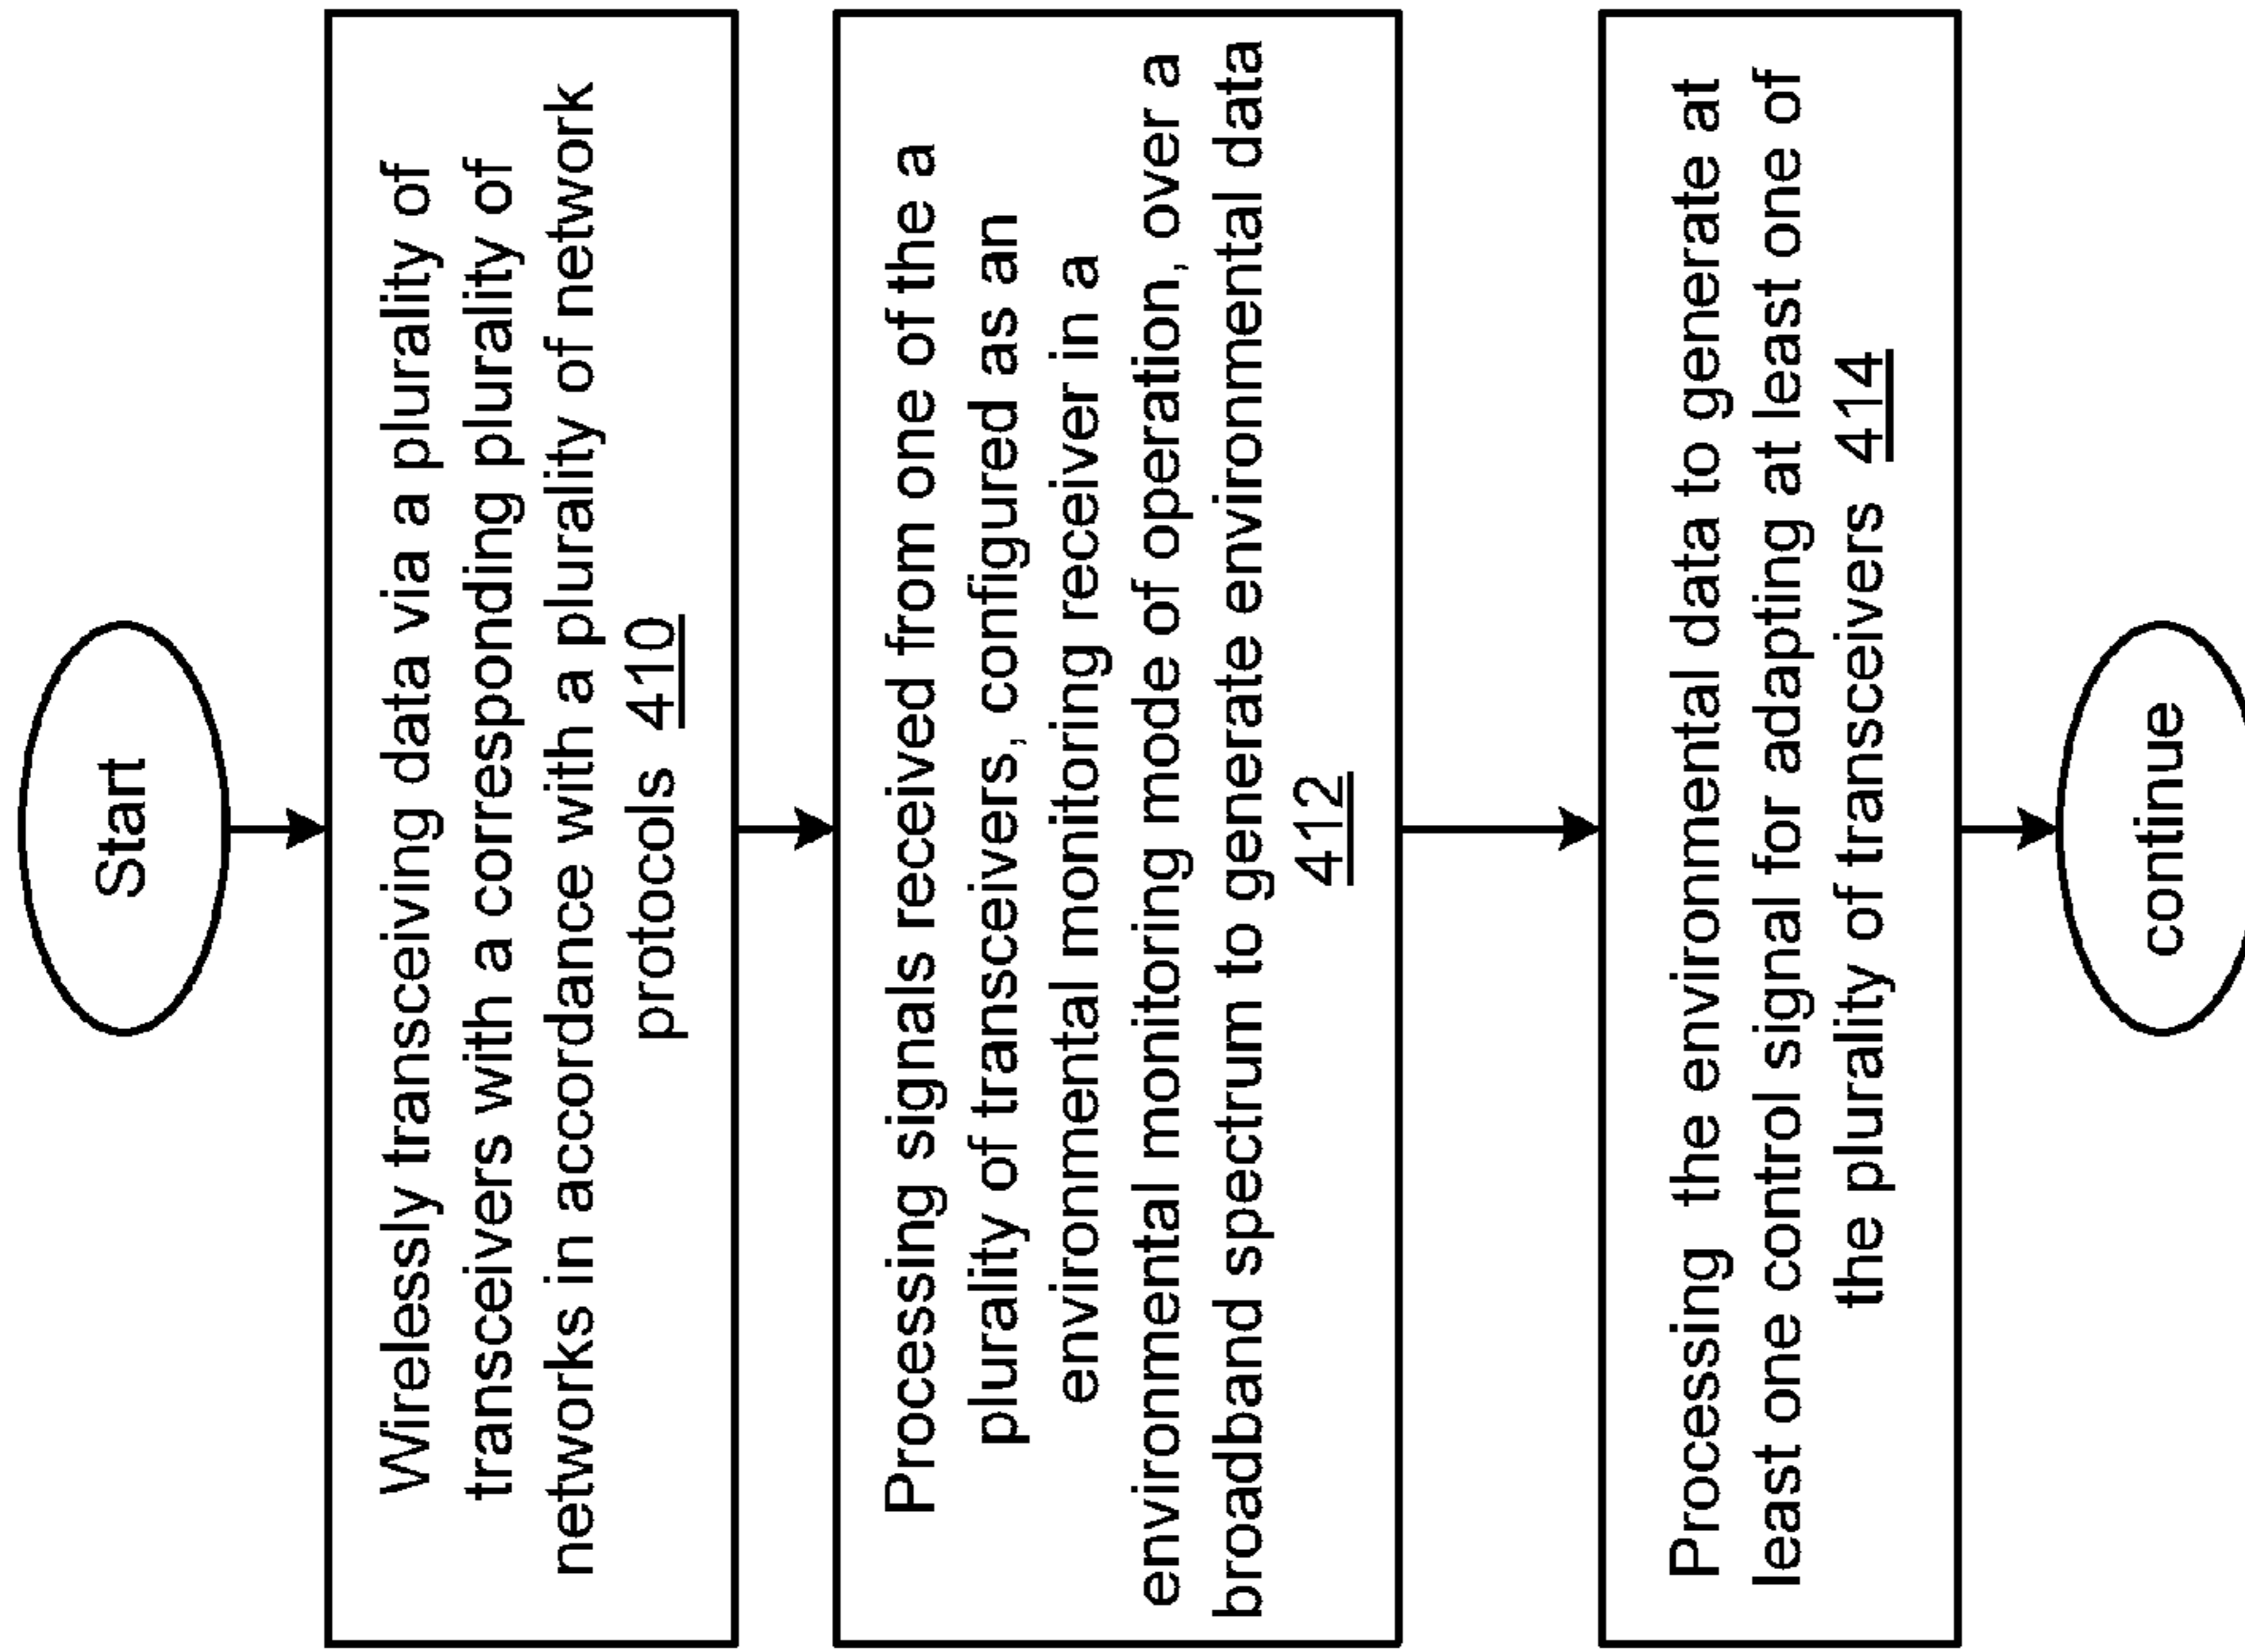 Start
Wirelessly transceiving data via a plurality of
transceivers with a corresponding plurality of
networks in accordance with a plurality of network
protocols 410
Processing signals received from one of the a
plurality of transceivers, configured as an
environmental monitoring receiver in a
environmental monitoring mode of operation, over a
broadband spectrum to generate environmental data
412
Processing the environmental data to generate at
least one control signal for adapting at least one of
the plurality of transceivers 414
continue